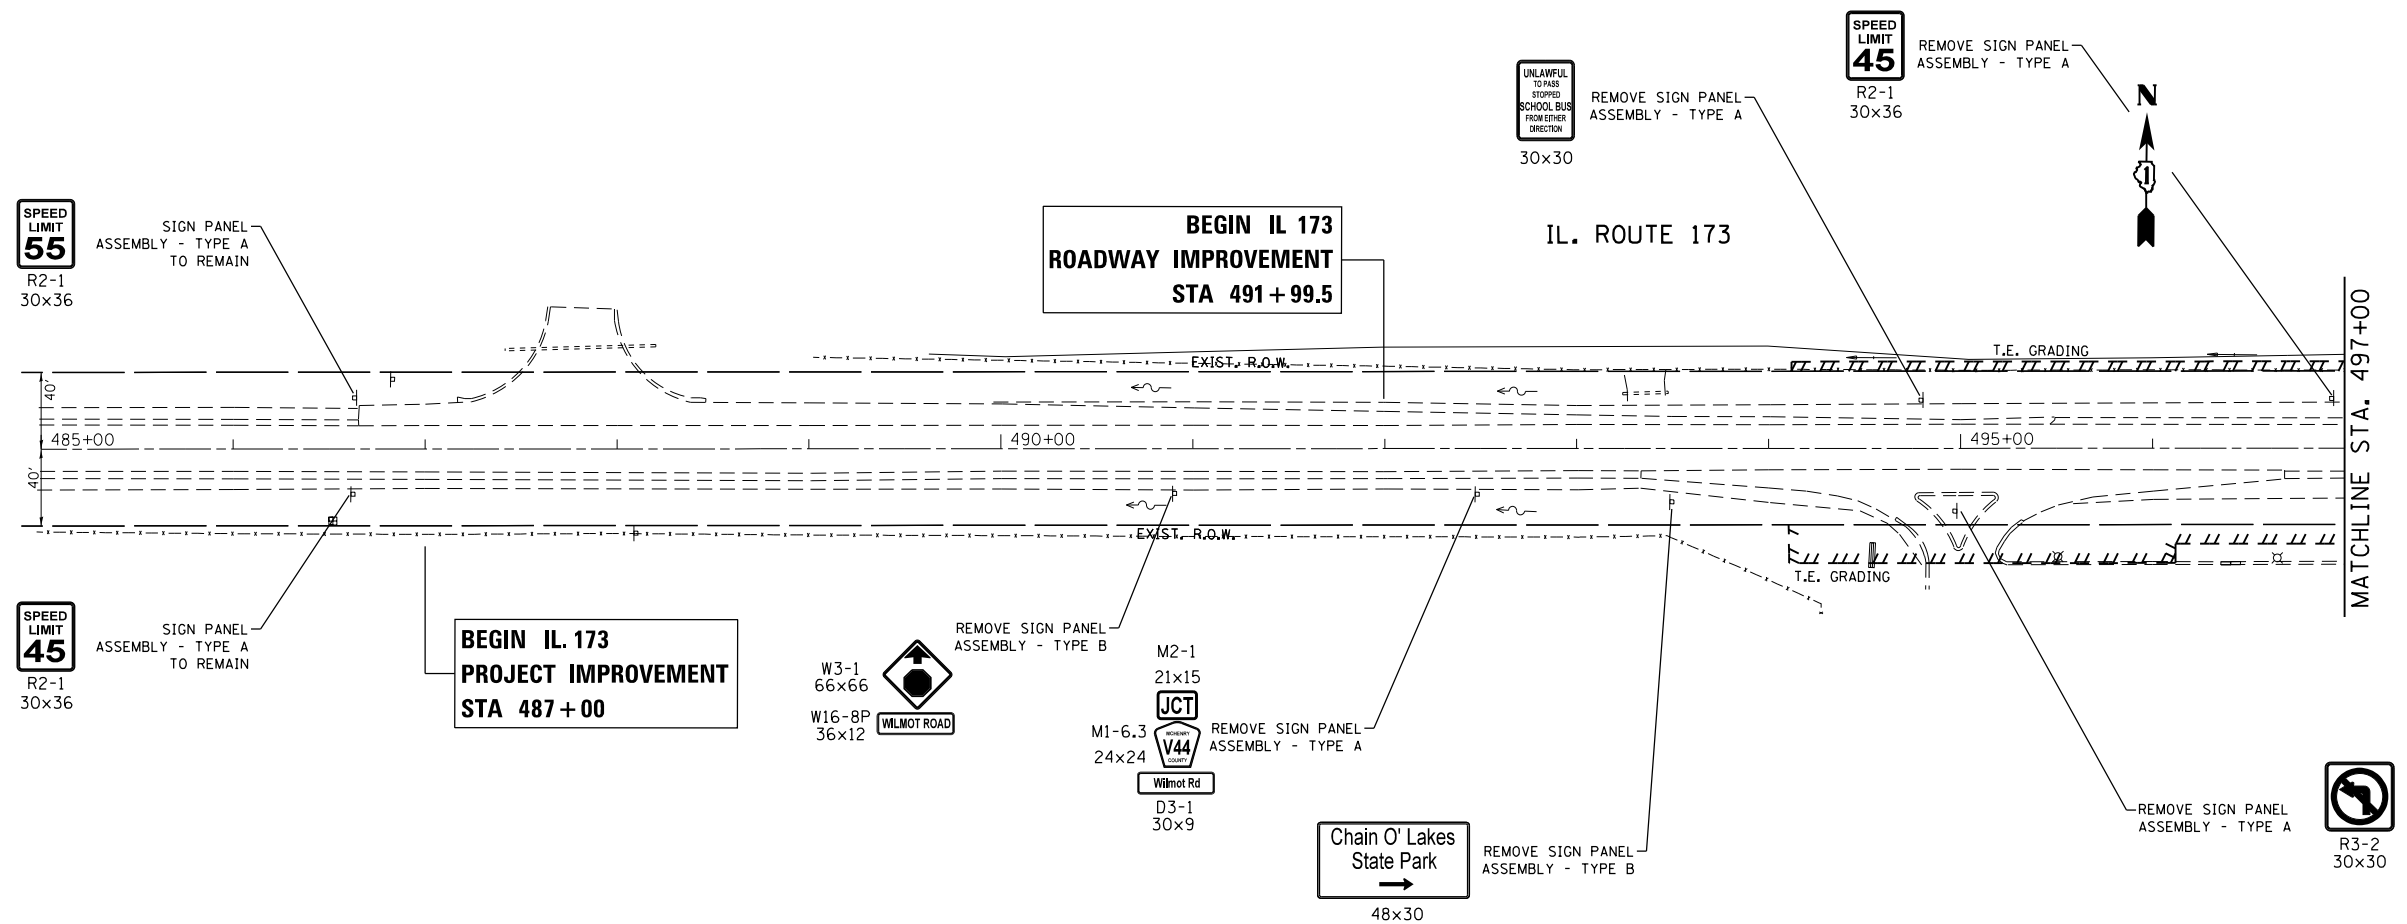 SPEED
LIMIT
45
R2-1
30x36
REMOVE SIGN PANEL
ASSEMBLY - TYPE A
UNLAWFUL
TO PASS
STOPPED
SCHOOL BUS
FROM EITHER
DIRECTION
30x30
REMOVE SIGN PANEL
ASSEMBLY - TYPE A
N
1
SPEED
LIMIT
55
R2-1
30x36
SIGN PANEL
ASSEMBLY - TYPE A
TO REMAIN
BEGIN IL 173
ROADWAY IMPROVEMENT
STA 491+99.5
IL. ROUTE 173
MATCHLINE STA. 497+00
EXIST. R.O.W.
T.E. GRADING
40'
485+00
490+00
495+00
40'
EXIST. R.O.W.
T.E. GRADING
SPEED
LIMIT
45
R2-1
30x36
SIGN PANEL
ASSEMBLY - TYPE A
TO REMAIN
BEGIN IL. 173
PROJECT IMPROVEMENT
STA 487+00
W3-1
66x66
W16-8P
36x12
WILMOT ROAD
REMOVE SIGN PANEL
ASSEMBLY - TYPE B
M2-1
21x15
JCT
M1-6.3
24x24
MCHENRY
V44
COUNTY
Wilmot Rd
D3-1
30x9
REMOVE SIGN PANEL
ASSEMBLY - TYPE A
Chain O' Lakes
State Park
48x30
REMOVE SIGN PANEL
ASSEMBLY - TYPE B
REMOVE SIGN PANEL
ASSEMBLY - TYPE A
R3-2
30x30